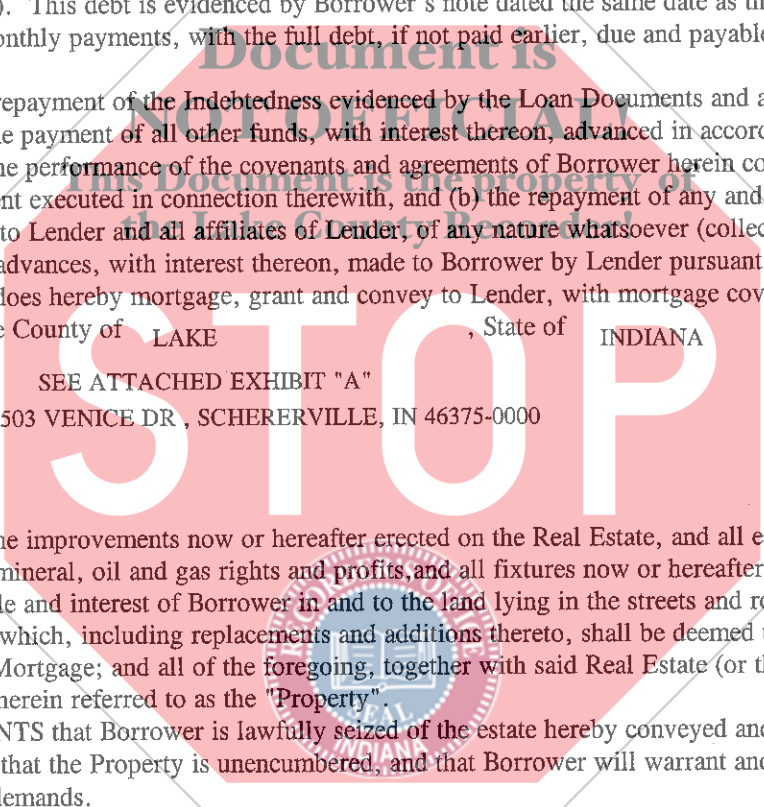 ). This debt is evidenced by Borrower's note dated the same date as th
onthly payments, with the full debt, if not paid earlier, due and payable
Document is
repayment of the Indebtedness evidenced by the Loan Documents and a
NOT OFFICIAL!
e payment of all other funds, with interest thereon, advanced in accor
ne performance of the covenants and agreements of Borrower herein co
This Document is the property of
nt executed in connection therewith, and (b) the repayment of any and
the Lake County Recorder!
to Lender and all affiliates of Lender, of any nature whatsoever (collec
advances, with interest thereon, made to Borrower by Lender pursuant
does hereby mortgage, grant and convey to Lender, with mortgage cov
e County of LAKE , State of INDIANA
SEE ATTACHED EXHIBIT "A"
503 VENICE DR , SCHERERVILLE, IN 46375-0000
STOP
ne improvements now or hereafter erected on the Real Estate, and all e
mineral, oil and gas rights and profits,and all fixtures now or hereafter
le and interest of Borrower in and to the land lying in the streets and ro
which, including replacements and additions thereto, shall be deemed
Mortgage; and all of the foregoing, together with said Real Estate (or th
herein referred to as the "Property".
SEAL
NTS that Borrower is lawfully seized of the estate hereby conveyed and
INDIANA
that the Property is unencumbered, and that Borrower will warrant and
demands.